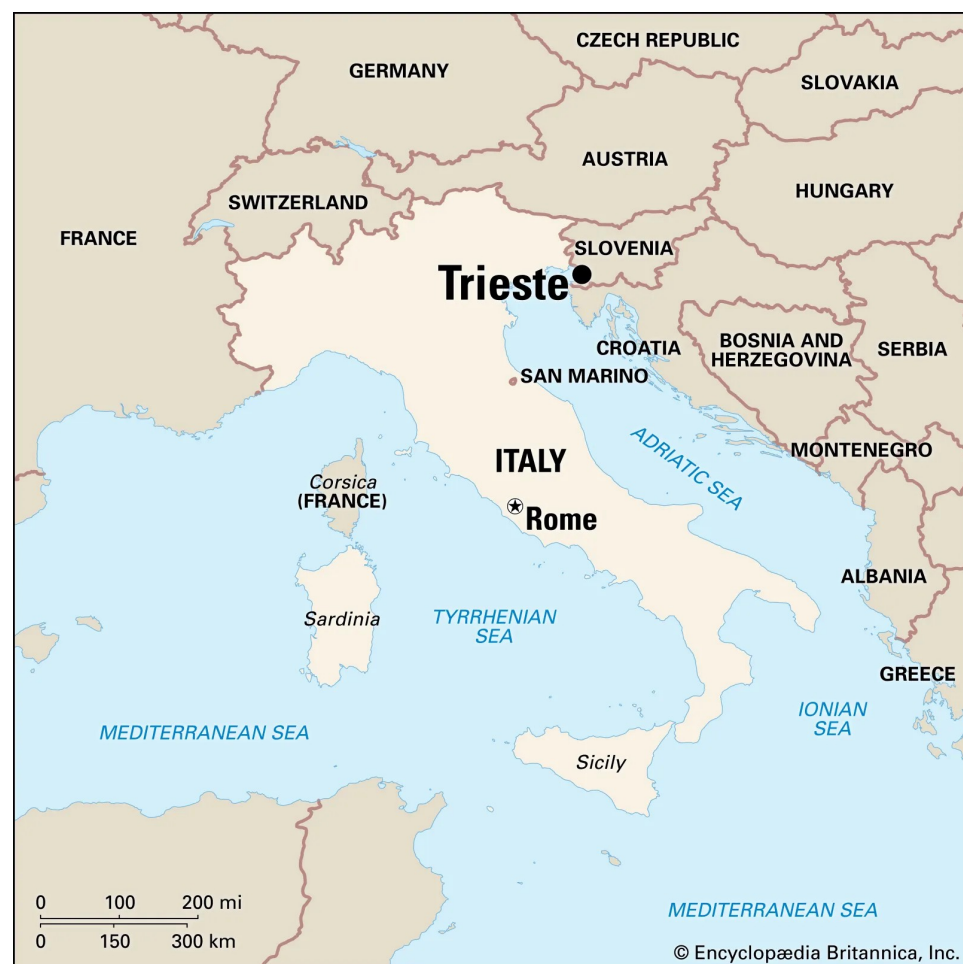 CZECH REPUBLIC
GERMANY
SLOVAKIA
AUSTRIA
HUNGARY
SWITZERLAND
FRANCE
SLOVENIA
Trieste
CROATIA
BOSNIA AND
HERZEGOVINA
SERBIA
SAN MARINO
ADRIATIC SEA
MONTENEGRO
ITALY
Corsica
(FRANCE)
Rome
ALBANIA
Sardinia
TYRRHENIAN
SEA
GREECE
IONIAN
SEA
MEDITERRANEAN SEA
Sicily
0 100 200 mi
0 150 300 km
MEDITERRANEAN SEA
© Encyclopædia Britannica, Inc.